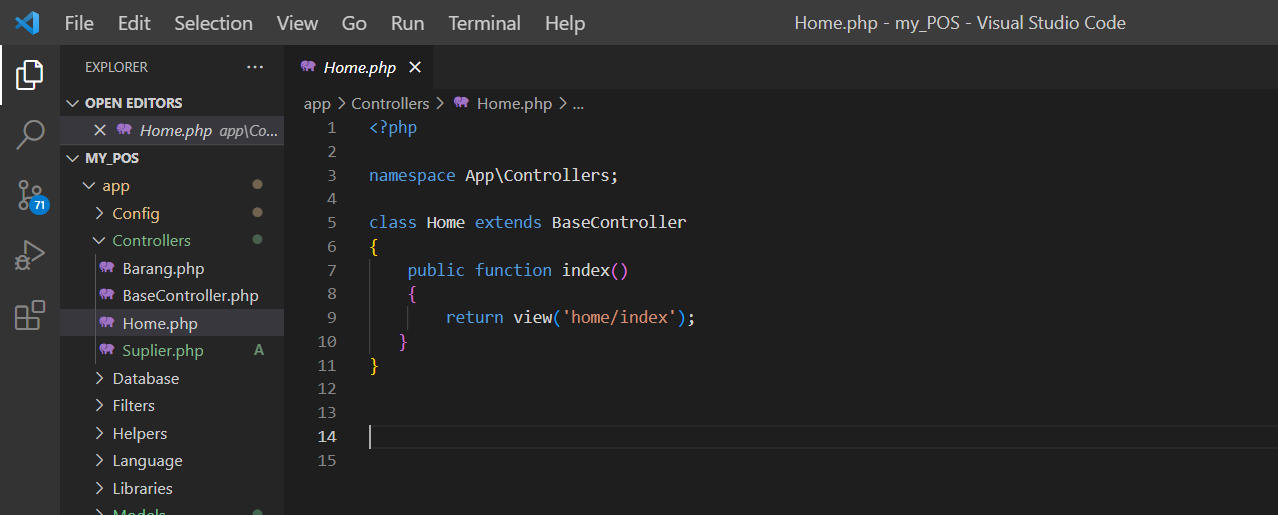 File Edit Selection View Go Run Terminal Help Home.php - my_POS - Visual Studio Code
EXPLORER ...
OPEN EDITORS
Home.php app\Co...
MY_POS
app
Config
Controllers
Barang.php
BaseController.php
Home.php
Suplier.php A
Database
Filters
Helpers
Language
Libraries
Models
71
Home.php
app > Controllers > Home.php > ...
1 <?php
2
3 namespace App\Controllers;
4
5 class Home extends BaseController
6 {
7 public function index()
8 {
9 return view('home/index');
10 }
11 }
12
13
14
15